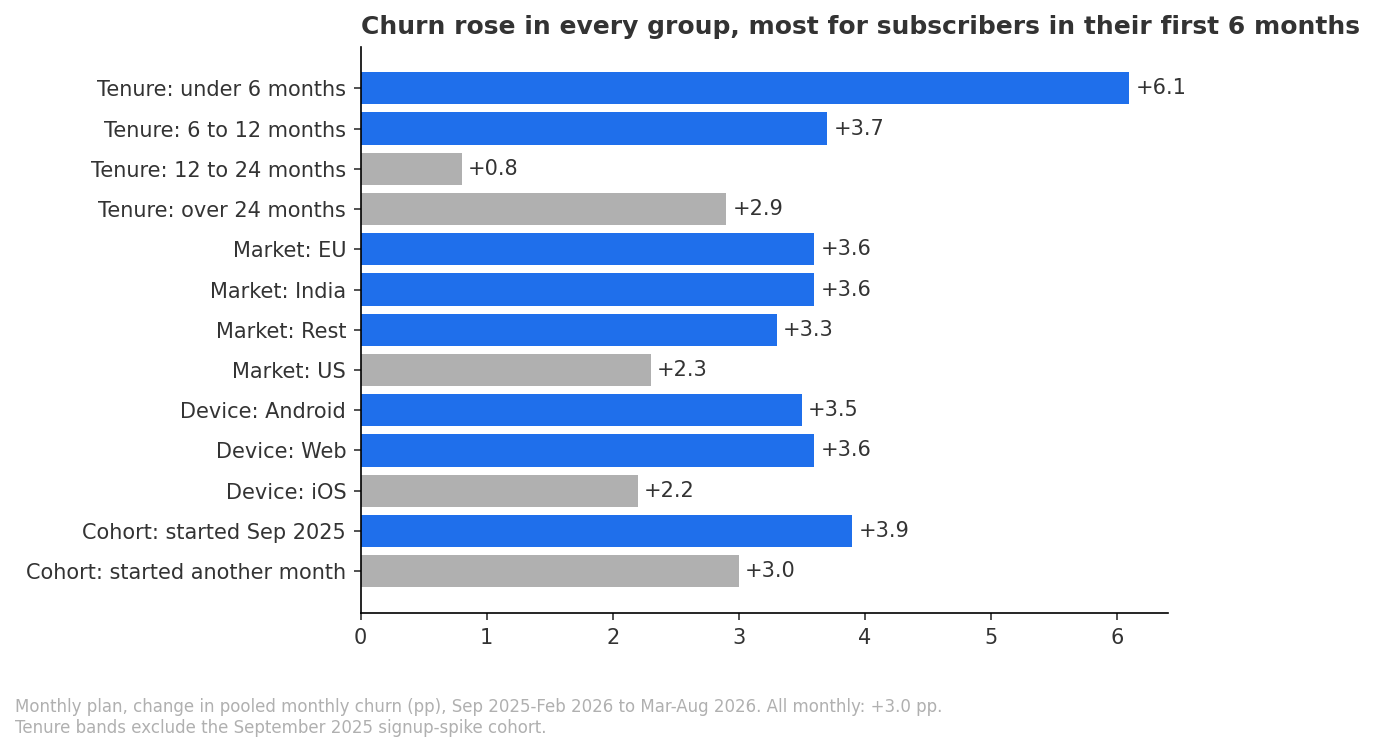 Churn rose in every group, most for subscribers in their first 6 months
Tenure: under 6 months +6.1
Tenure: 6 to 12 months +3.7
Tenure: 12 to 24 months +0.8
Tenure: over 24 months +2.9
Market: EU +3.6
Market: India +3.6
Market: Rest +3.3
Market: US +2.3
Device: Android +3.5
Device: Web +3.6
Device: iOS +2.2
Cohort: started Sep 2025 +3.9
Cohort: started another month +3.0
0 1 2 3 4 5 6
Monthly plan, change in pooled monthly churn (pp), Sep 2025-Feb 2026 to Mar-Aug 2026. All monthly: +3.0 pp.
Tenure bands exclude the September 2025 signup-spike cohort.